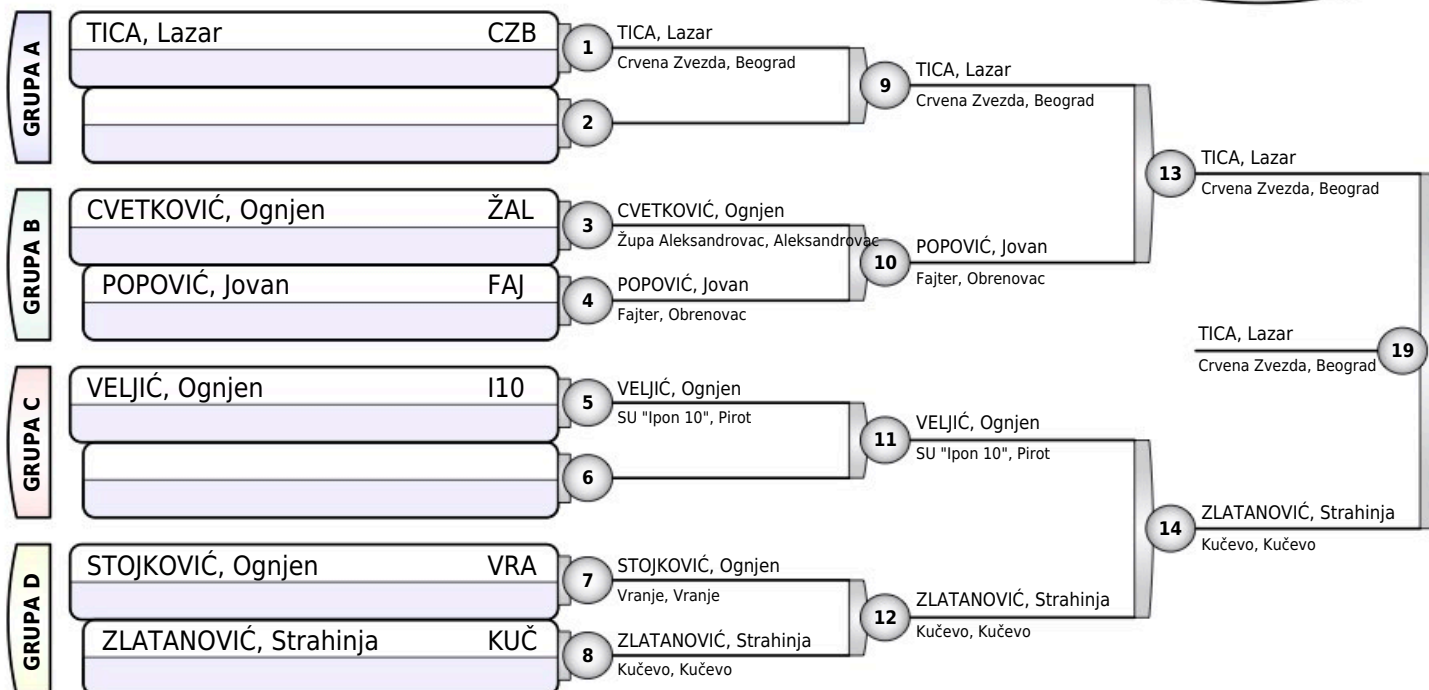 GRUPA A
TICA, Lazar CZB
1
TICA, Lazar
Crvena Zvezda, Beograd
2
9
TICA, Lazar
Crvena Zvezda, Beograd
13
TICA, Lazar
Crvena Zvezda, Beograd
GRUPA B
CVETKOVIĆ, Ognjen ŽAL
3
CVETKOVIĆ, Ognjen
Župa Aleksandrovac, Aleksandrovac
POPOVIĆ, Jovan FAJ
4
POPOVIĆ, Jovan
Fajter, Obrenovac
10
POPOVIĆ, Jovan
Fajter, Obrenovac
TICA, Lazar
Crvena Zvezda, Beograd
19
GRUPA C
VELJIĆ, Ognjen I10
5
VELJIĆ, Ognjen
SU "Ipon 10", Pirot
6
11
VELJIĆ, Ognjen
SU "Ipon 10", Pirot
14
ZLATANOVIĆ, Strahinja
Kučevo, Kučevo
GRUPA D
STOJKOVIĆ, Ognjen VRA
7
STOJKOVIĆ, Ognjen
Vranje, Vranje
ZLATANOVIĆ, Strahinja KUČ
8
ZLATANOVIĆ, Strahinja
Kučevo, Kučevo
12
ZLATANOVIĆ, Strahinja
Kučevo, Kučevo